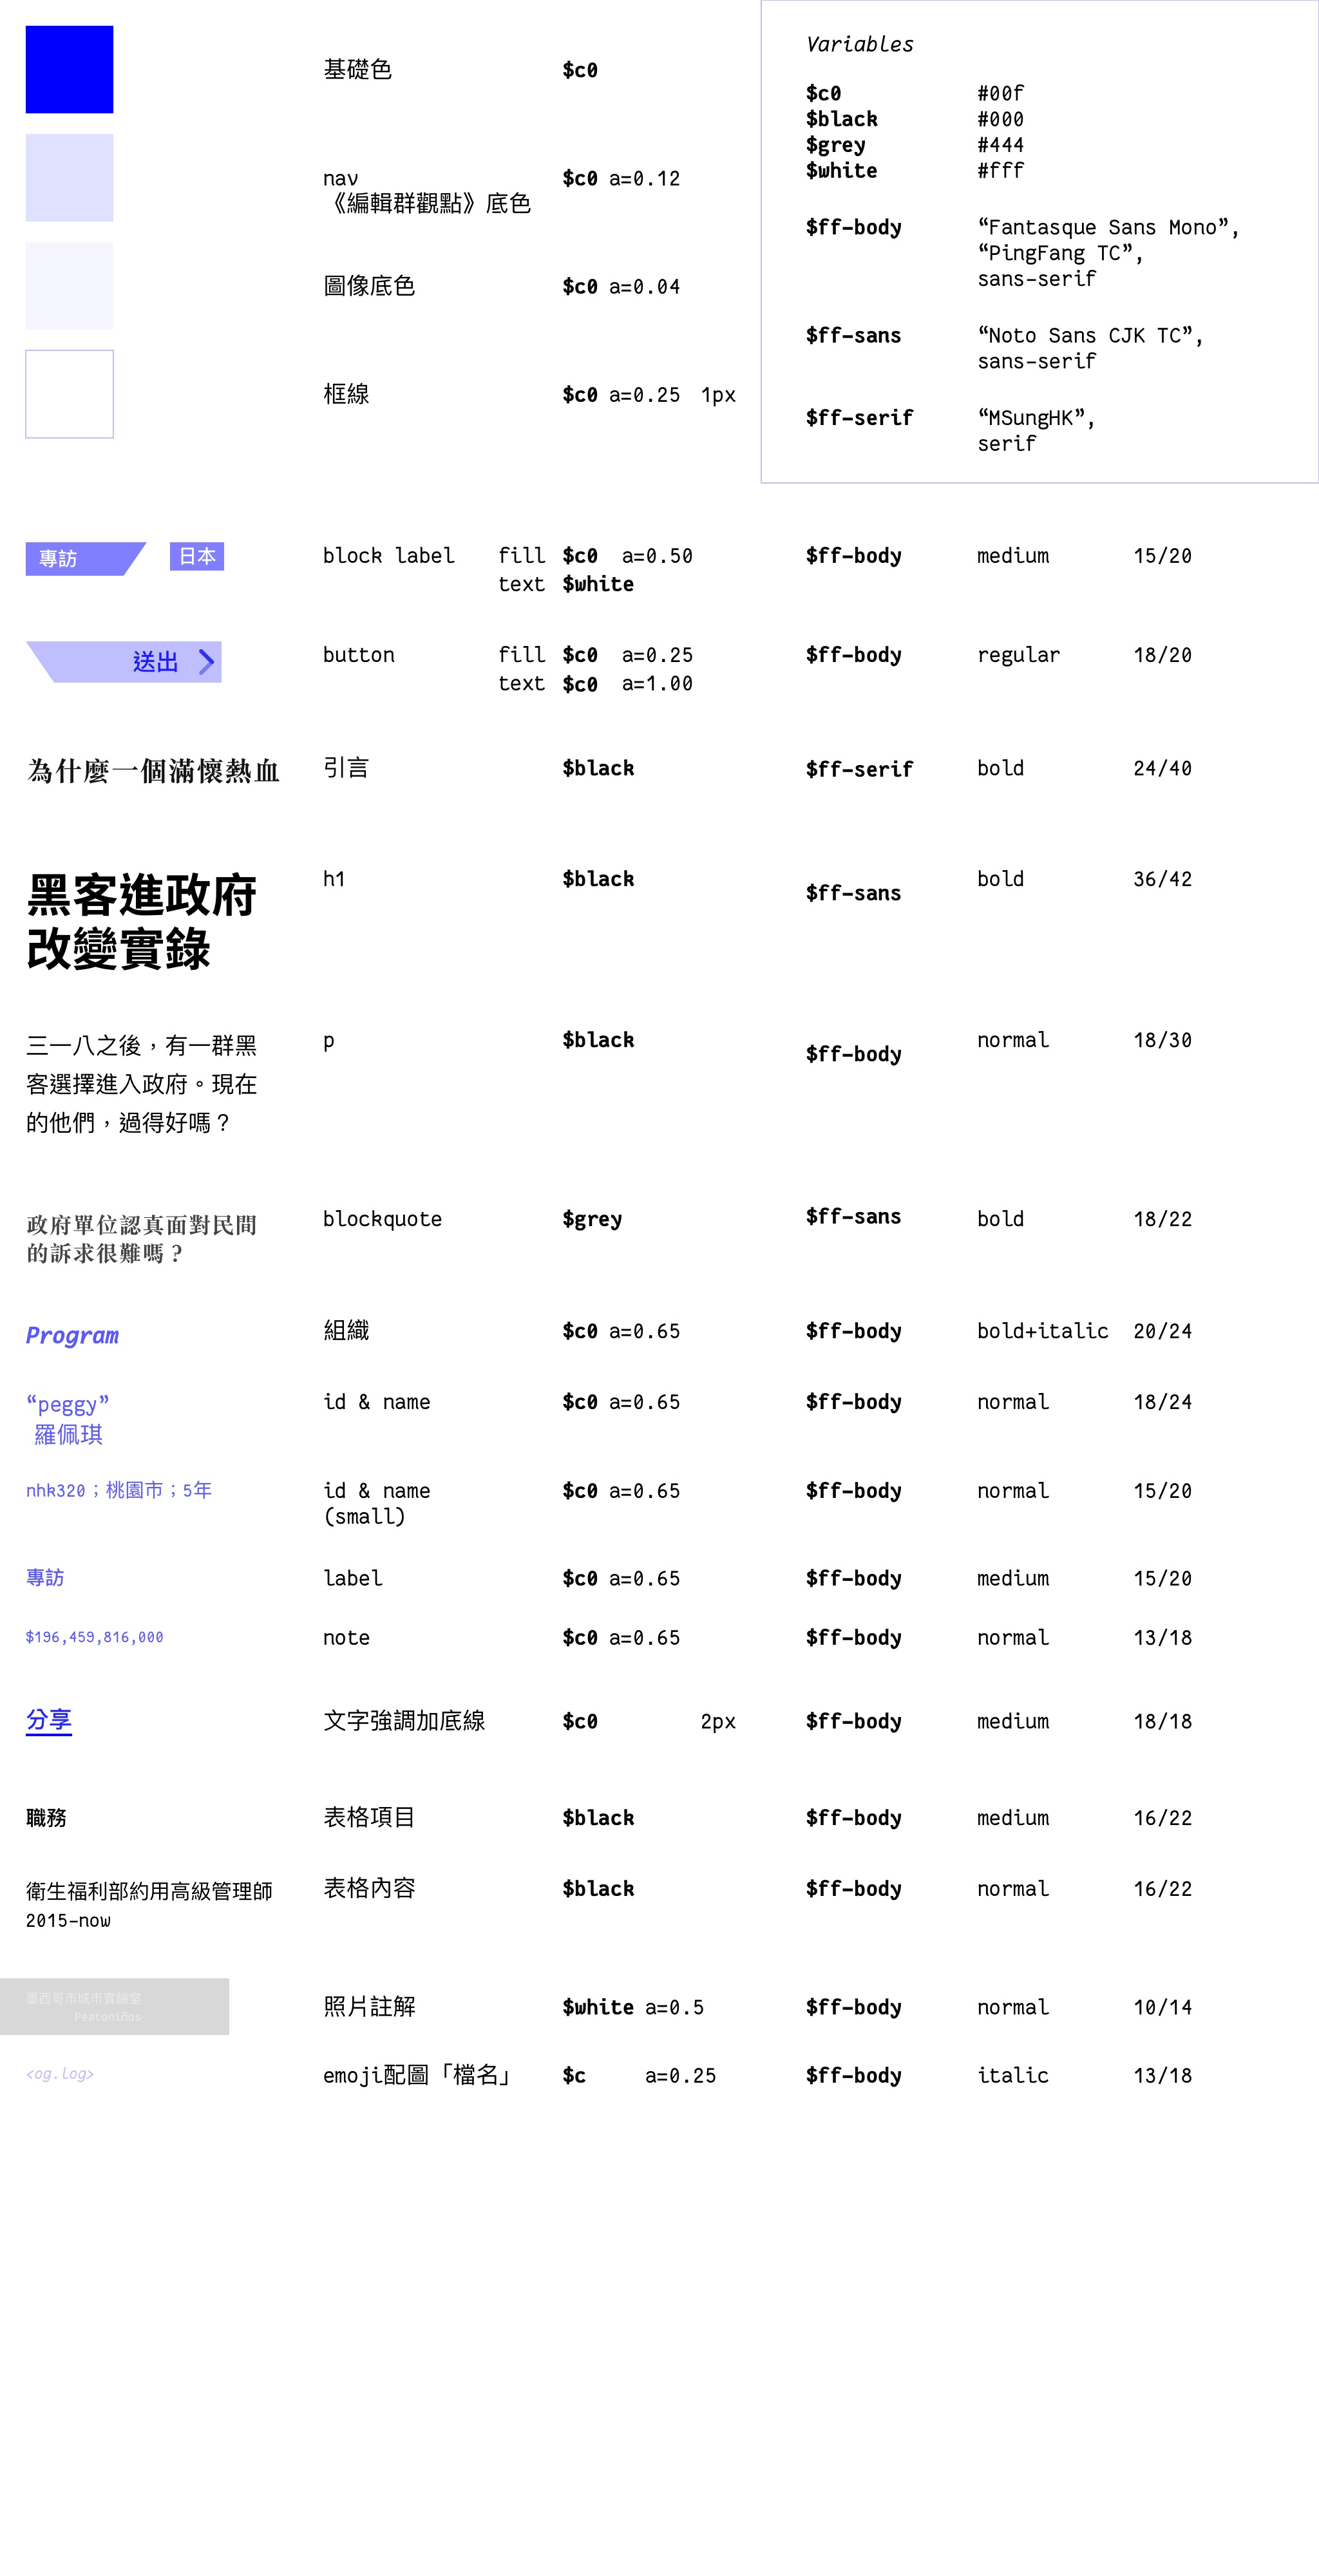 基礎色 $c0
nav $c0 a=0.12
《編輯群觀點》底色
圖像底色 $c0 a=0.04
框線 $c0 a=0.25 1px
Variables
$c0 #00f
$black #000
$grey #444
$white #fff
$ff-body “Fantasque Sans Mono”,
“PingFang TC”,
sans-serif
$ff-sans “Noto Sans CJK TC”,
sans-serif
$ff-serif “MSungHK”,
serif
專訪 日本 block label fill $c0 a=0.50 $ff-body medium 15/20
text $white
送出 button fill $c0 a=0.25 $ff-body regular 18/20
text $c0 a=1.00
為什麼一個滿懷熱血 引言 $black $ff-serif bold 24/40
黑客進政府 h1 $black $ff-sans bold 36/42
改變實錄
三一八之後，有一群黑 p $black $ff-body normal 18/30
客選擇進入政府。現在
的他們，過得好嗎？
政府單位認真面對民間 blockquote $grey $ff-sans bold 18/22
的訴求很難嗎？
Program 組織 $c0 a=0.65 $ff-body bold+italic 20/24
“peggy” id & name $c0 a=0.65 $ff-body normal 18/24
羅佩琪
nhk320；桃園市；5年 id & name $c0 a=0.65 $ff-body normal 15/20
(small)
專訪 label $c0 a=0.65 $ff-body medium 15/20
$196,459,816,000 note $c0 a=0.65 $ff-body normal 13/18
分享 文字強調加底線 $c0 2px $ff-body medium 18/18
職務 表格項目 $black $ff-body medium 16/22
衛生福利部約用高級管理師 表格內容 $black $ff-body normal 16/22
2015-now
墨西哥市城市實驗室 照片註解 $white a=0.5 $ff-body normal 10/14
Peatoniños
<og.log> emoji配圖「檔名」 $c a=0.25 $ff-body italic 13/18